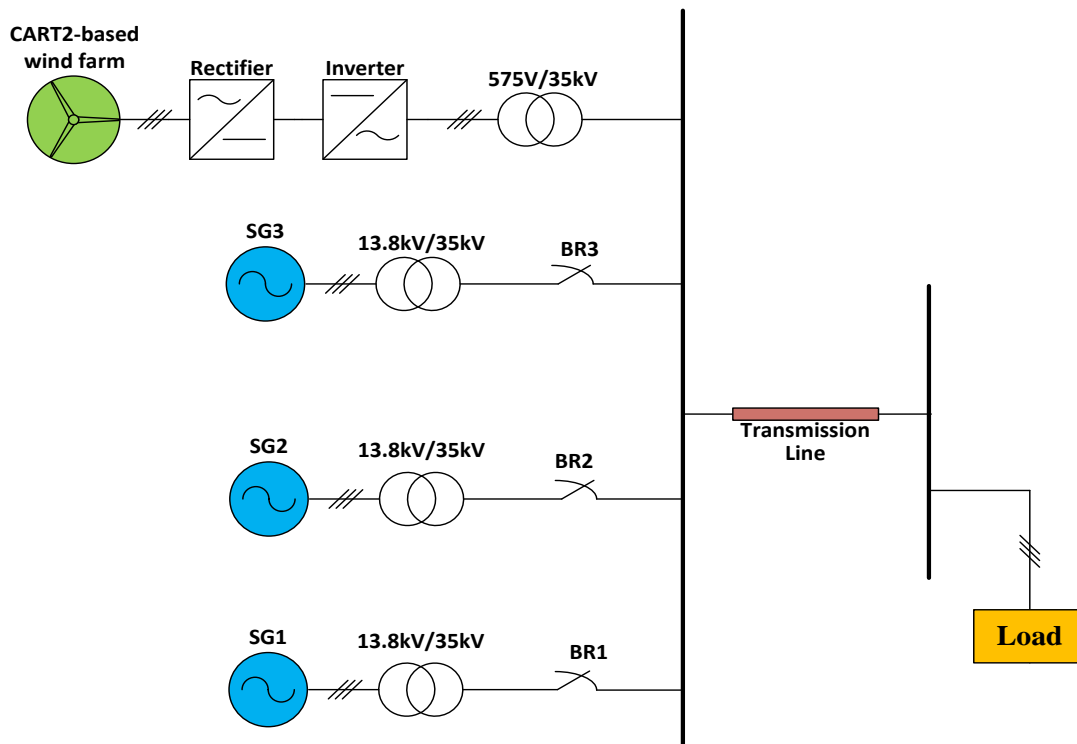 CART2-based
wind farm
Rectifier
Inverter
575V/35kV
SG3
13.8kV/35kV
BR3
SG2
13.8kV/35kV
BR2
Transmission
Line
SG1
13.8kV/35kV
BR1
Load